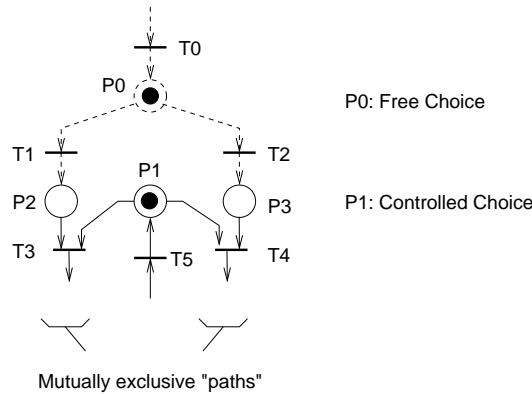 T0
P0
P0: Free Choice
T1
T2
P1
P2
P3
P1: Controlled Choice
T3
T5
T4
Mutually exclusive "paths"